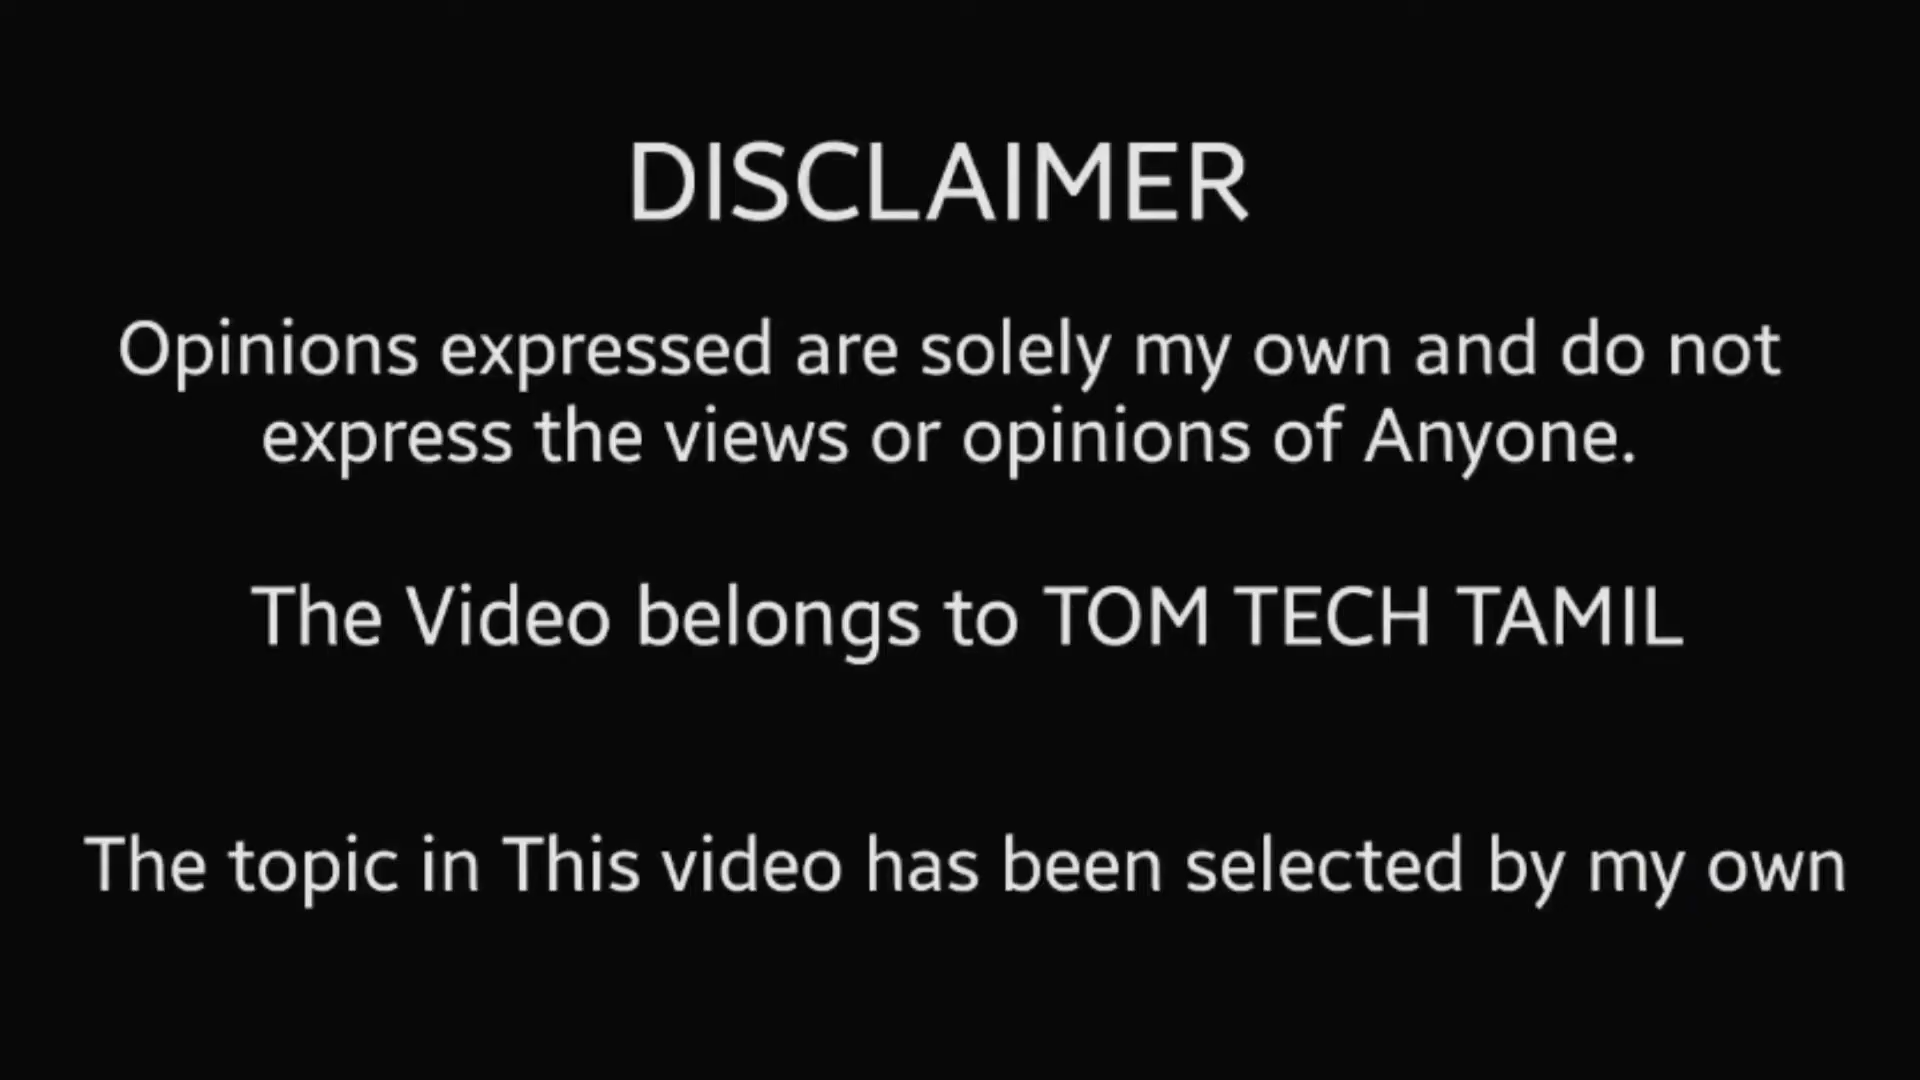 DISCLAIMER
Opinions expressed are solely my own and do not
express the views or opinions of Anyone.
The Video belongs to TOM TECH TAMIL
The topic in This video has been selected by my own